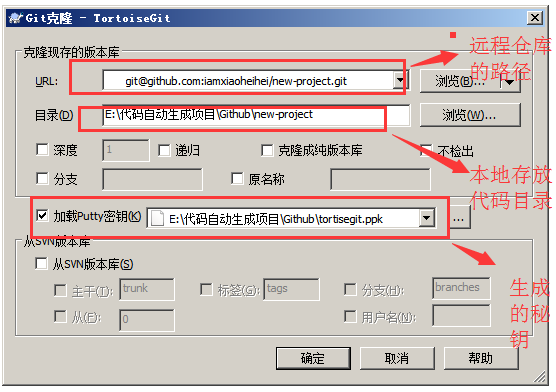 Git克隆 - TortoiseGit
克隆现存的版本库
URL: git@github.com:iamxiaoheihei/new-project.git 浏览(B)...
目录(D) E:\代码自动生成项目\Github\new-project 浏览(W)...
深度 1 递归 克隆成纯版本库 不检出
分支 原名称
加载Putty密钥(K) E:\代码自动生成项目\Github\tortisegit.ppk ...
从SVN版本库
从SVN版本库(S)
主干(T): trunk 标签(G): tags 分支(H): branches
从(F): 0 用户名(N):
确定 取消 帮助
远程仓库
的路径
本地存放
代码目录
生成
的秘
钥